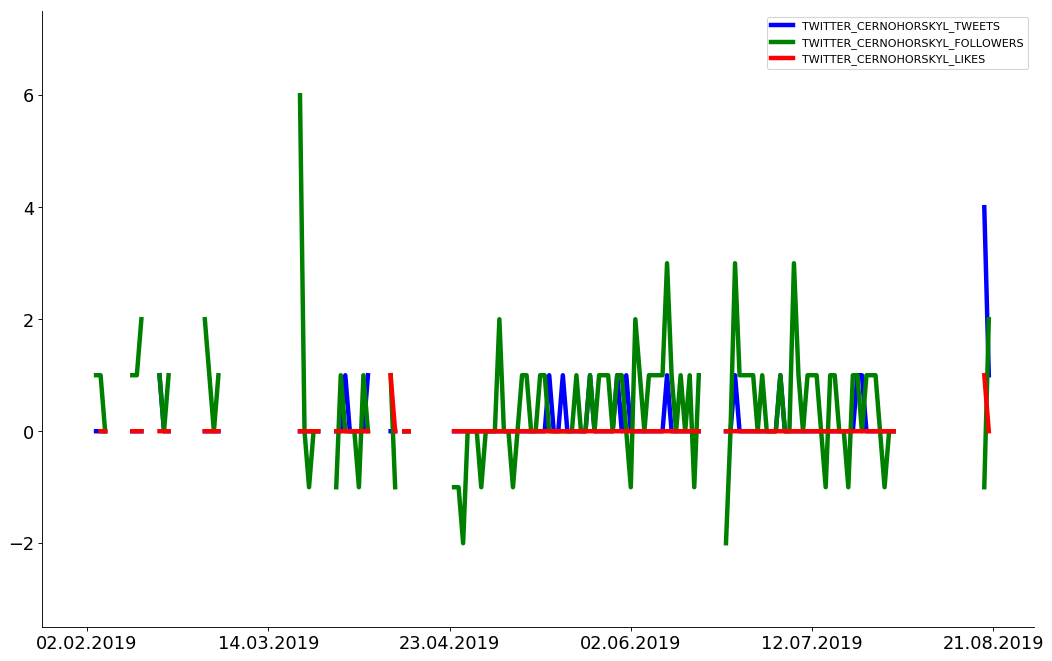 TWITTER_CERNOHORSKYL_TWEETS
TWITTER_CERNOHORSKYL_FOLLOWERS
TWITTER_CERNOHORSKYL_LIKES
6
4
2
0
−2
02.02.2019 14.03.2019 23.04.2019 02.06.2019 12.07.2019 21.08.2019